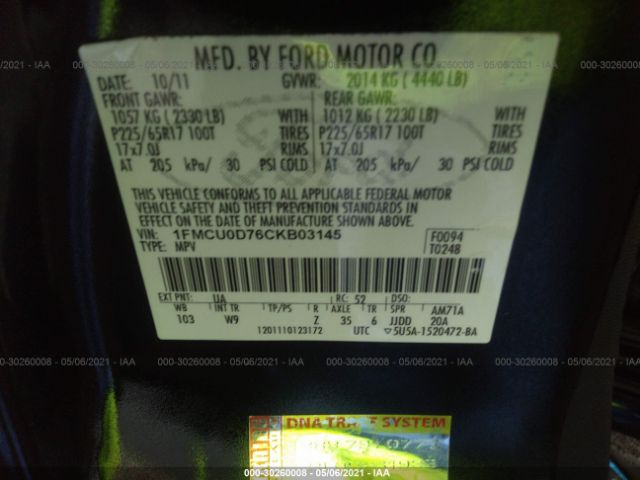 MFD. BY FORD MOTOR CO.
DATE: 10/11 GVWR: 2014 KG ( 4440 LB)
FRONT GAWR: REAR GAWR:
1057 KG ( 2330 LB) WITH 1012 KG ( 2230 LB) WITH
P225/65R17 100T TIRES P225/65R17 100T TIRES
17x7.0J RIMS 17x7.0J RIMS
AT 205 kPa/ 30 PSI COLD AT 205 kPa/ 30 PSI COLD
THIS VEHICLE CONFORMS TO ALL APPLICABLE FEDERAL MOTOR
VEHICLE SAFETY AND THEFT PREVENTION STANDARDS IN
EFFECT ON THE DATE OF MANUFACTURE SHOWN ABOVE.
VIN: 1FMCU0D76CKB03145 F0094
TYPE: MPV T0248
EXT PNT: UA RC: 52 DSO:
WB INT TR TP/PS R AXLE TR SPR AM71A
103 W9 Z 35 6 JJDD 20A
1201110123172 UTC ▽5U5A-1520472-BA
DNA SYSTEM
30-30260008 - 05/06/2021 - IAA